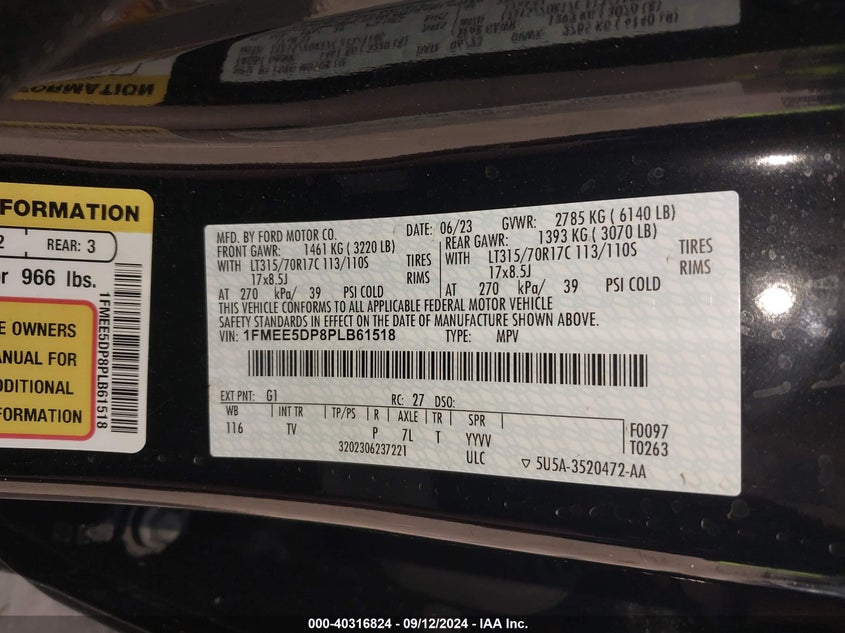 FORMATION
2 REAR: 3
or 966 lbs.
E OWNERS
ANUAL FOR
DDITIONAL
FORMATION
1FMEE5DP8PLB61518
MFD. BY FORD MOTOR CO. DATE: 06/23 GVWR: 2785 KG ( 6140 LB)
FRONT GAWR: 1461 KG ( 3220 LB) REAR GAWR: 1393 KG ( 3070 LB)
WITH LT315/70R17C 113/110S TIRES WITH LT315/70R17C 113/110S TIRES
17x8.5J RIMS 17x8.5J RIMS
AT 270 kPa/ 39 PSI COLD AT 270 kPa/ 39 PSI COLD
THIS VEHICLE CONFORMS TO ALL APPLICABLE FEDERAL MOTOR VEHICLE
SAFETY STANDARDS IN EFFECT ON THE DATE OF MANUFACTURE SHOWN ABOVE.
VIN: 1FMEE5DP8PLB61518 TYPE: MPV
EXT PNT: G1 RC: 27 DSO:
WB INT TR TP/PS R AXLE TR SPR
116 TV P 7L T YYVV
F0097
T0263
3202306237221 ULC ▽ 5U5A-3520472-AA
000-40316824 - 09/12/2024 - IAA Inc.